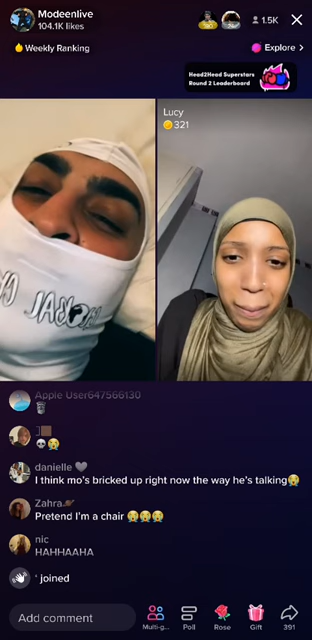 Modeenlive
104.1K likes
1.5K
Weekly Ranking
Explore >
Head2Head Superstars
Round 2 Leaderboard
Lucy
321
Apple User647566130
danielle
I think mo's bricked up right now the way he's talking😭
Zahra
Pretend I'm a chair 😭😭😭
nic
HAHHAAHA
' joined
Add comment
Multi-g...
Poll
Rose
Gift
391